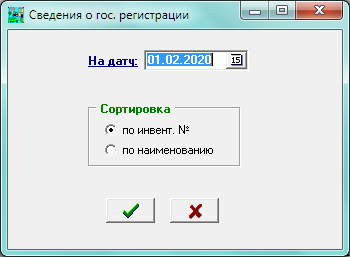 Сведения о гос. регистрации
На дату:
01.02.2020
15
Сортировка
по инвент. №
по наименованию